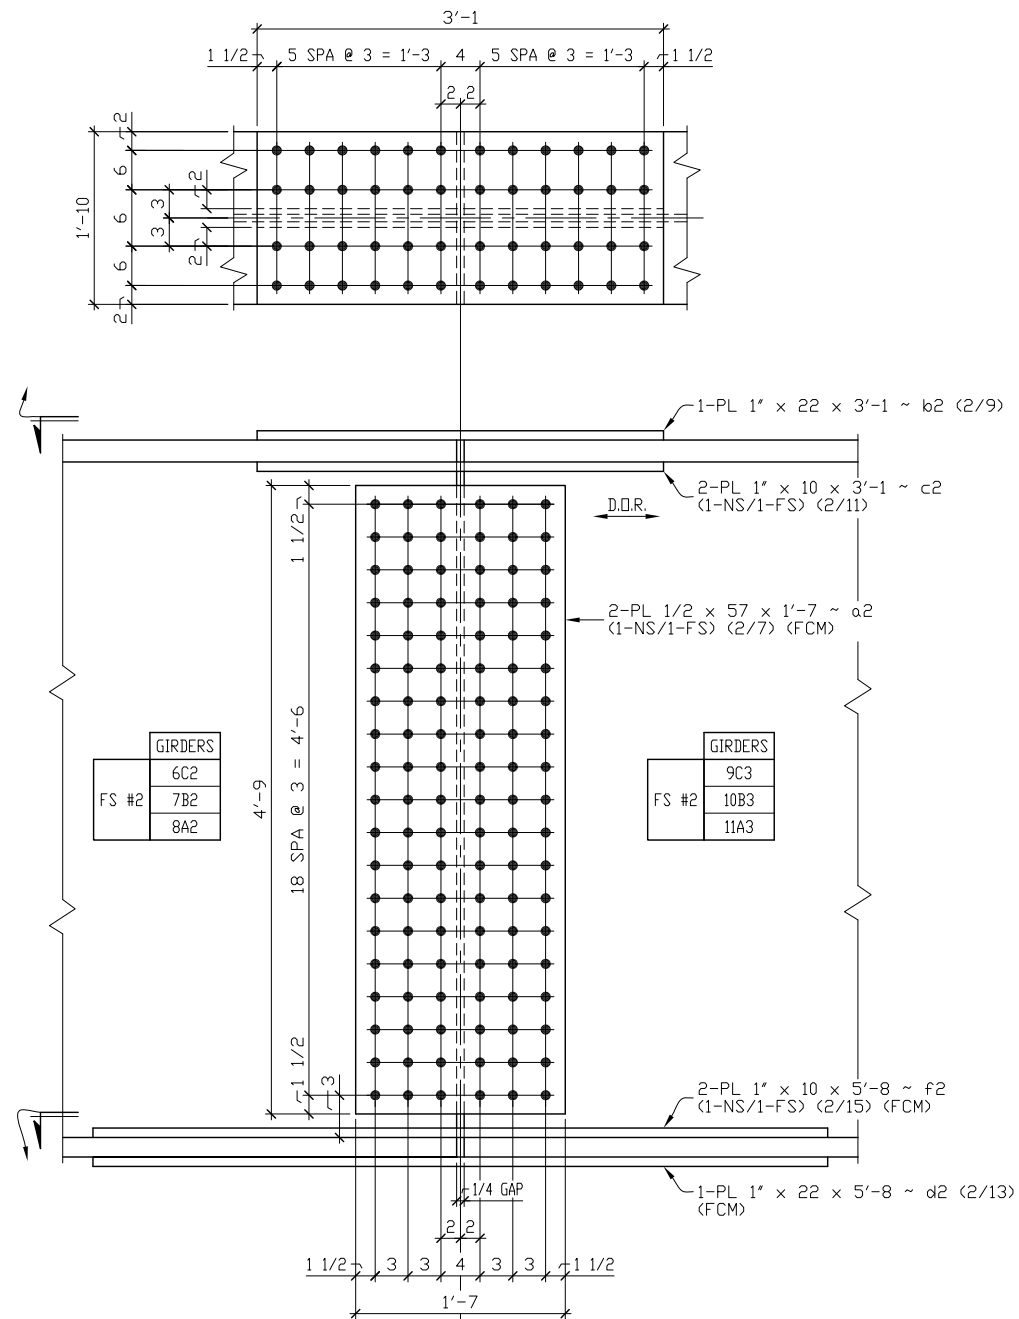 3'-1
1 1/2 5 SPA @ 3 = 1'-3 4 5 SPA @ 3 = 1'-3 1 1/2
2 2
2
6
6
6
2
1'-10
3
3
2
2
1-PL 1" x 22 x 3'-1 ~ b2 (2/9)
2-PL 1" x 10 x 3'-1 ~ c2
(1-NS/1-FS) (2/11)
D.O.R.
1 1/2
2-PL 1/2 x 57 x 1'-7 ~ a2
(1-NS/1-FS) (2/7) (FCM)
18 SPA @ 3 = 4'-6
4'-9
GIRDERS
FS #2
6C2
7B2
8A2
GIRDERS
FS #2
9C3
10B3
11A3
1 1/2
3
2-PL 1" x 10 x 5'-8 ~ f2
(1-NS/1-FS) (2/15) (FCM)
1/4 GAP
1-PL 1" x 22 x 5'-8 ~ d2 (2/13)
(FCM)
2 2
1 1/2 3 3 4 3 3 1 1/2
1'-7